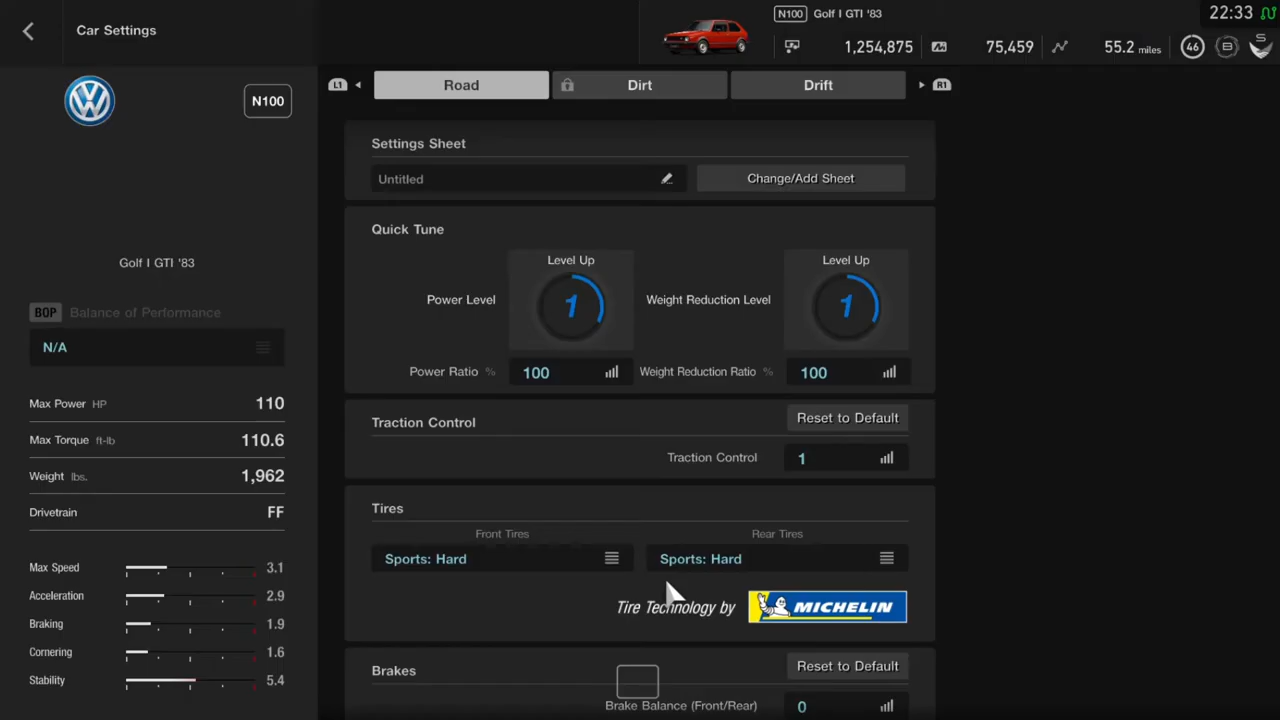 Car Settings
N100 Golf I GTI '83
22:33
1,254,875 75,459 55.2 miles 46 B S
N100
L1 Road Dirt Drift R1
Settings Sheet
Untitled Change/Add Sheet
Quick Tune
Golf I GTI '83
Level Up Level Up
Power Level 1 Weight Reduction Level 1
BOP Balance of Performance
N/A
Power Ratio % 100 Weight Reduction Ratio % 100
Max Power HP 110
Max Torque ft-lb 110.6
Weight lbs. 1,962
Drivetrain FF
Traction Control Reset to Default
Traction Control 1
Tires
Front Tires Rear Tires
Sports: Hard Sports: Hard
Tire Technology by MICHELIN
Max Speed 3.1
Acceleration 2.9
Braking 1.9
Cornering 1.6
Stability 5.4
Brakes Reset to Default
Brake Balance (Front/Rear) 0